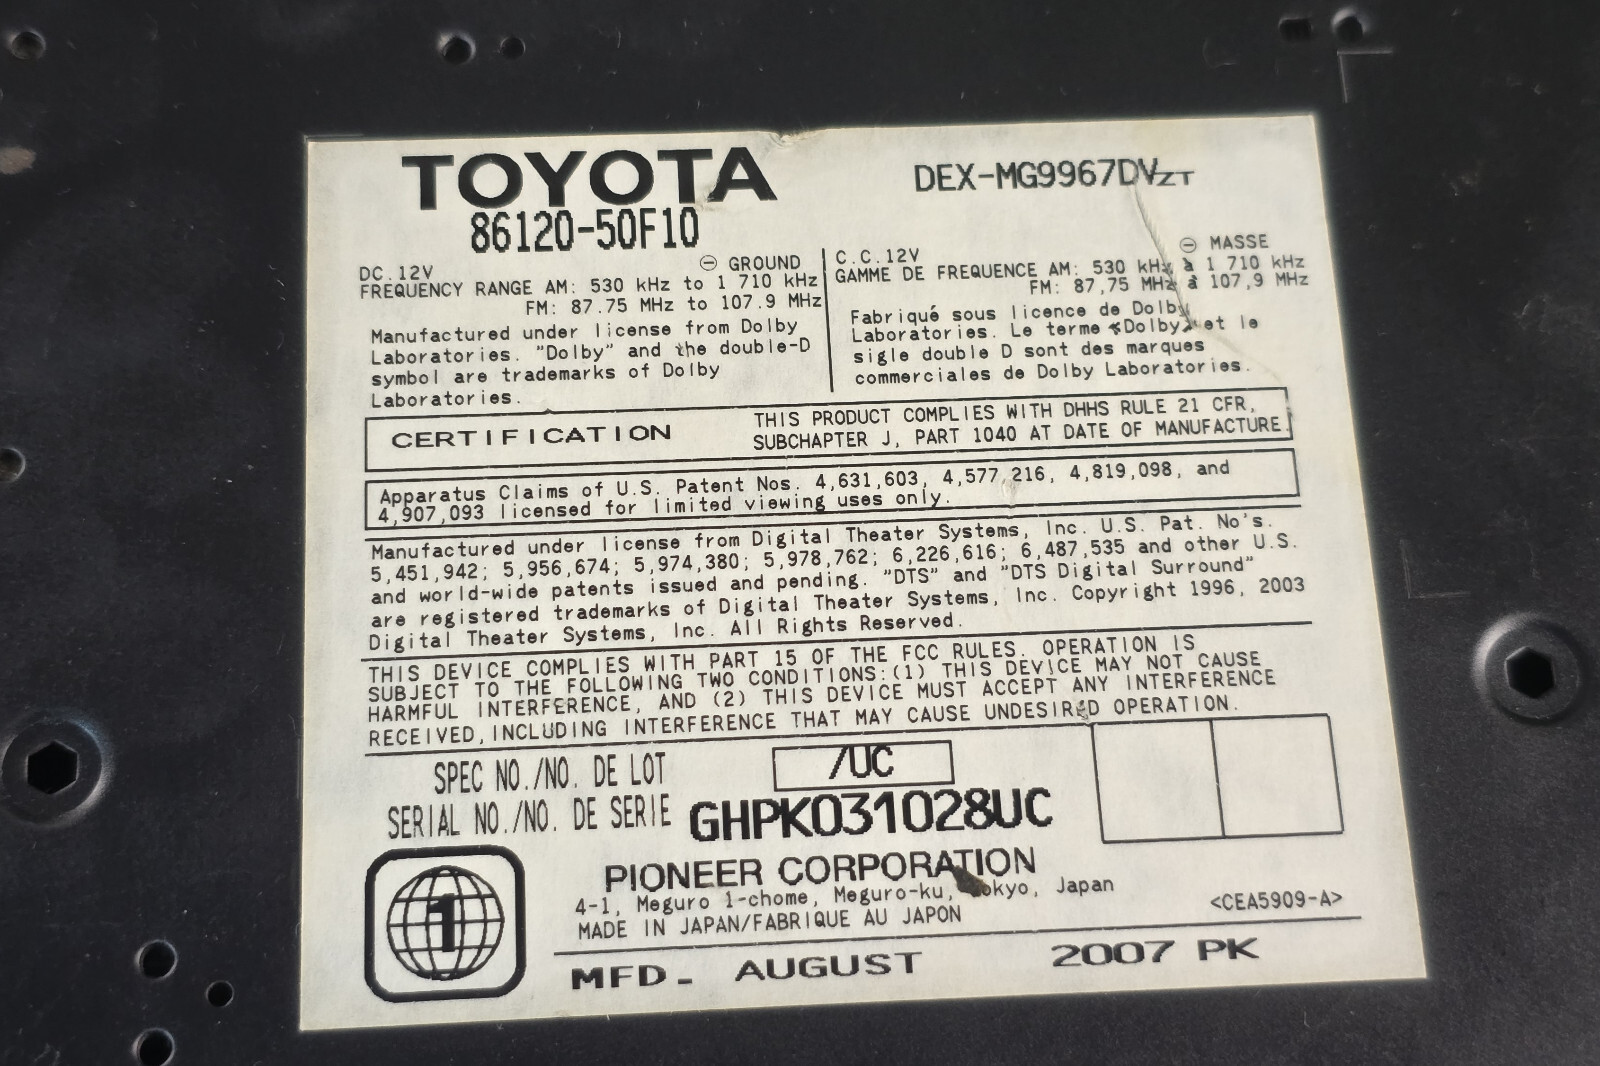 TOYOTA
86120-50F10
DEX-MG9967DVZT
DC.12V
⊖ GROUND
FREQUENCY RANGE AM: 530 kHz to 1 710 kHz
FM: 87.75 MHz to 107.9 MHz
Manufactured under license from Dolby
Laboratories. "Dolby" and the double-D
symbol are trademarks of Dolby
Laboratories.
C.C.12V
⊖ MASSE
GAMME DE FREQUENCE AM: 530 kHz à 1 710 kHz
FM: 87,75 MHz à 107,9 MHz
Fabriqué sous licence de Dolby
Laboratories. Le terme «Dolby» et le
sigle double D sont des marques
commerciales de Dolby Laboratories.
CERTIFICATION
THIS PRODUCT COMPLIES WITH DHHS RULE 21 CFR,
SUBCHAPTER J, PART 1040 AT DATE OF MANUFACTURE.
Apparatus Claims of U.S. Patent Nos. 4,631,603, 4,577,216, 4,819,098, and
4,907,093 licensed for limited viewing uses only.
Manufactured under license from Digital Theater Systems, Inc. U.S. Pat. No's.
5,451,942; 5,956,674; 5,974,380; 5,978,762; 6,226,616; 6,487,535 and other U.S.
and world-wide patents issued and pending. "DTS" and "DTS Digital Surround"
are registered trademarks of Digital Theater Systems, Inc. Copyright 1996, 2003
Digital Theater Systems, Inc. All Rights Reserved.
THIS DEVICE COMPLIES WITH PART 15 OF THE FCC RULES. OPERATION IS
SUBJECT TO THE FOLLOWING TWO CONDITIONS:(1) THIS DEVICE MAY NOT CAUSE
HARMFUL INTERFERENCE, AND (2) THIS DEVICE MUST ACCEPT ANY INTERFERENCE
RECEIVED,INCLUDING INTERFERENCE THAT MAY CAUSE UNDESIRED OPERATION.
SPEC NO./NO. DE LOT
/UC
SERIAL NO./NO. DE SERIE
GHPK031028UC
1
PIONEER CORPORATION
4-1, Meguro 1-chome, Meguro-ku, Tokyo, Japan
MADE IN JAPAN/FABRIQUE AU JAPON
<CEA5909-A>
MFD- AUGUST 2007 PK